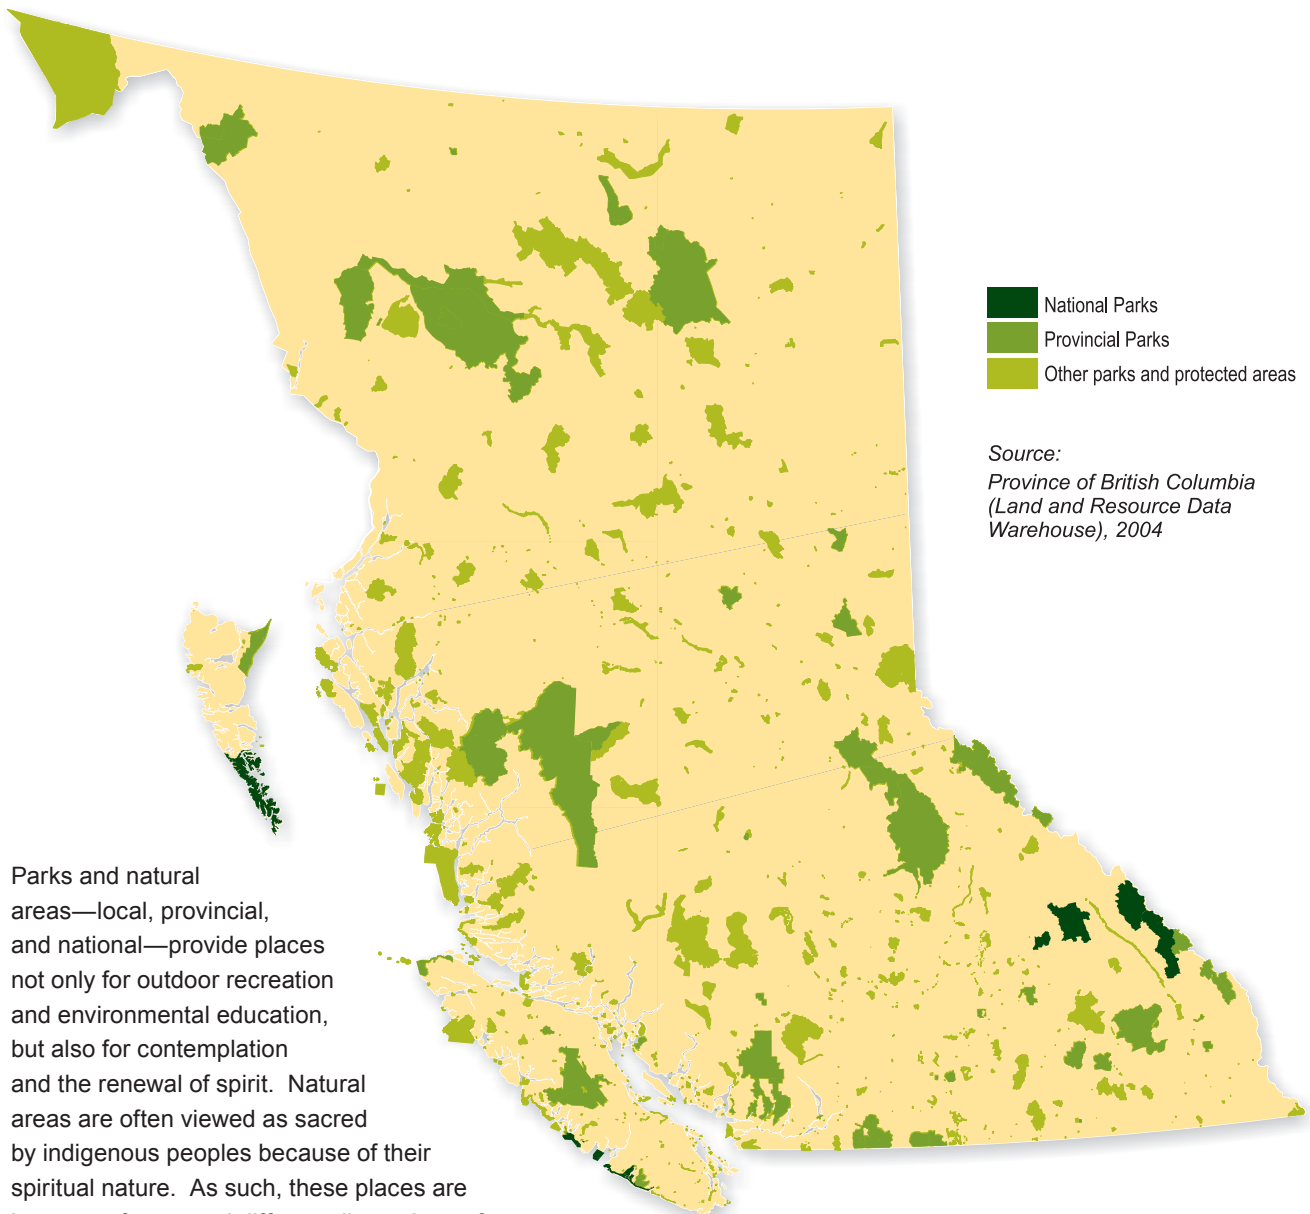 National Parks
Provincial Parks
Other parks and protected areas
Source:
Province of British Columbia
(Land and Resource Data
Warehouse), 2004
Parks and natural
areas—local, provincial,
and national—provide places
not only for outdoor recreation
and environmental education,
but also for contemplation
and the renewal of spirit. Natural
areas are often viewed as sacred
by indigenous peoples because of their
spiritual nature. As such, these places are